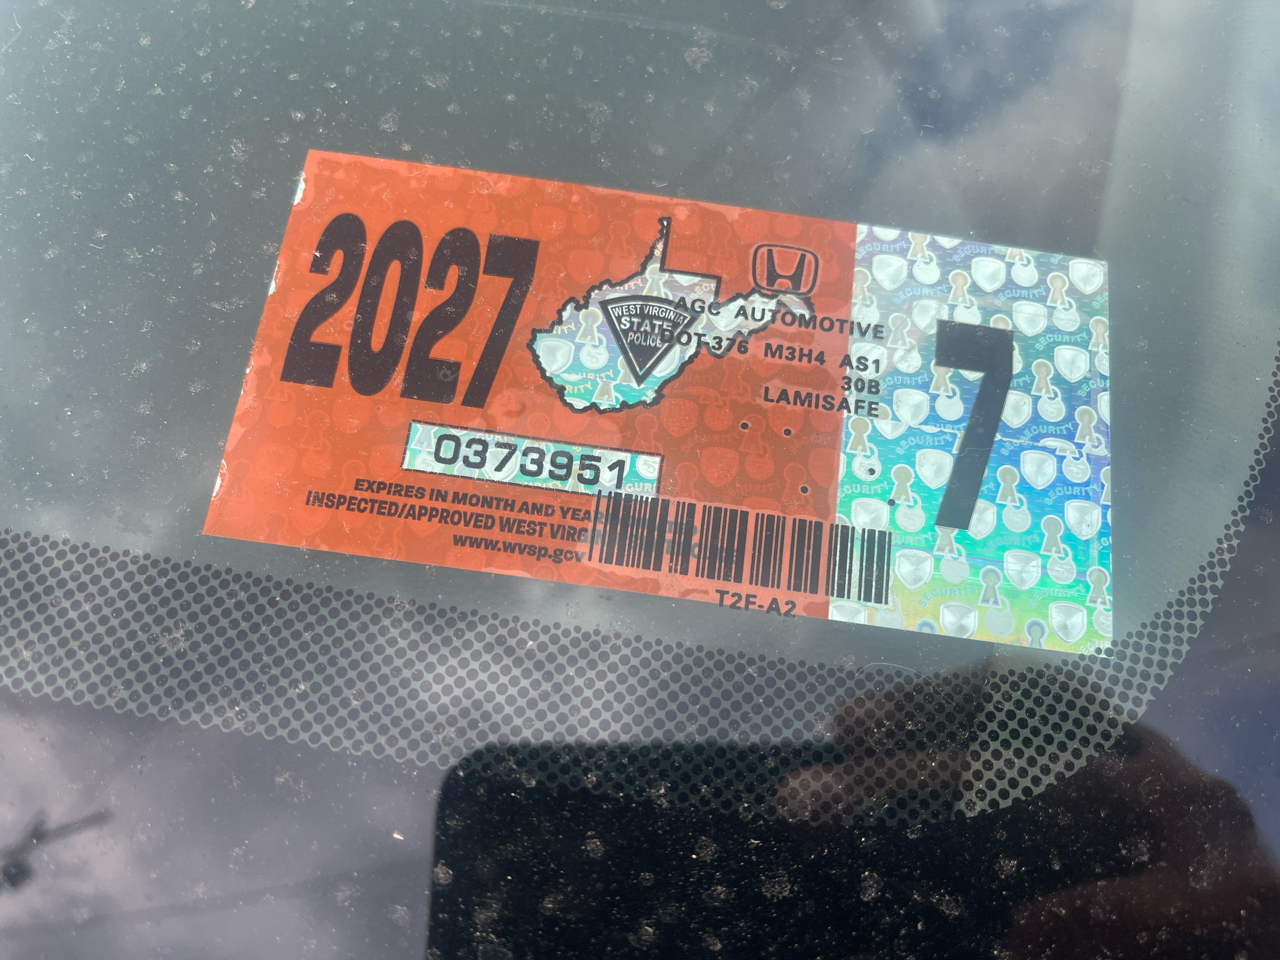 2027
WEST VIRGINIA
STATE
POLICE
AGC AUTOMOTIVE
DOT-376 M3H4 AS1
30B
LAMISAFE
7
0373951
EXPIRES IN MONTH AND YEA
INSPECTED/APPROVED WEST VIRG
www.wvsp.gov
T2F-A2
SECURITY